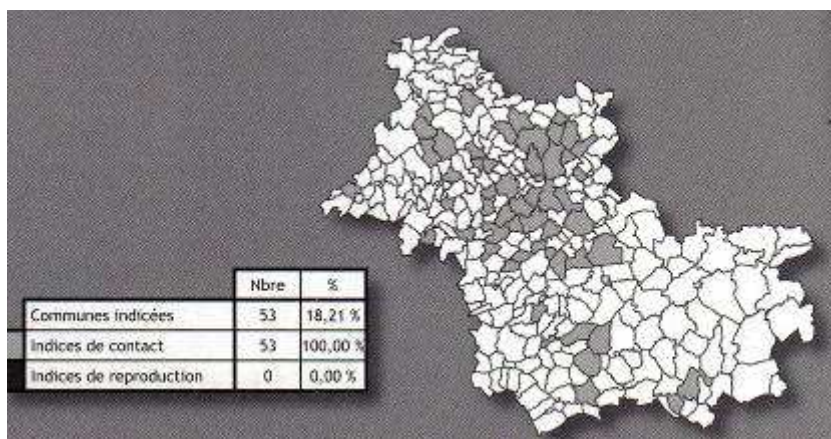 Nbre %
Communes indicées 53 18,21 %
Indices de contact 53 100,00 %
Indices de reproduction 0 0,00 %